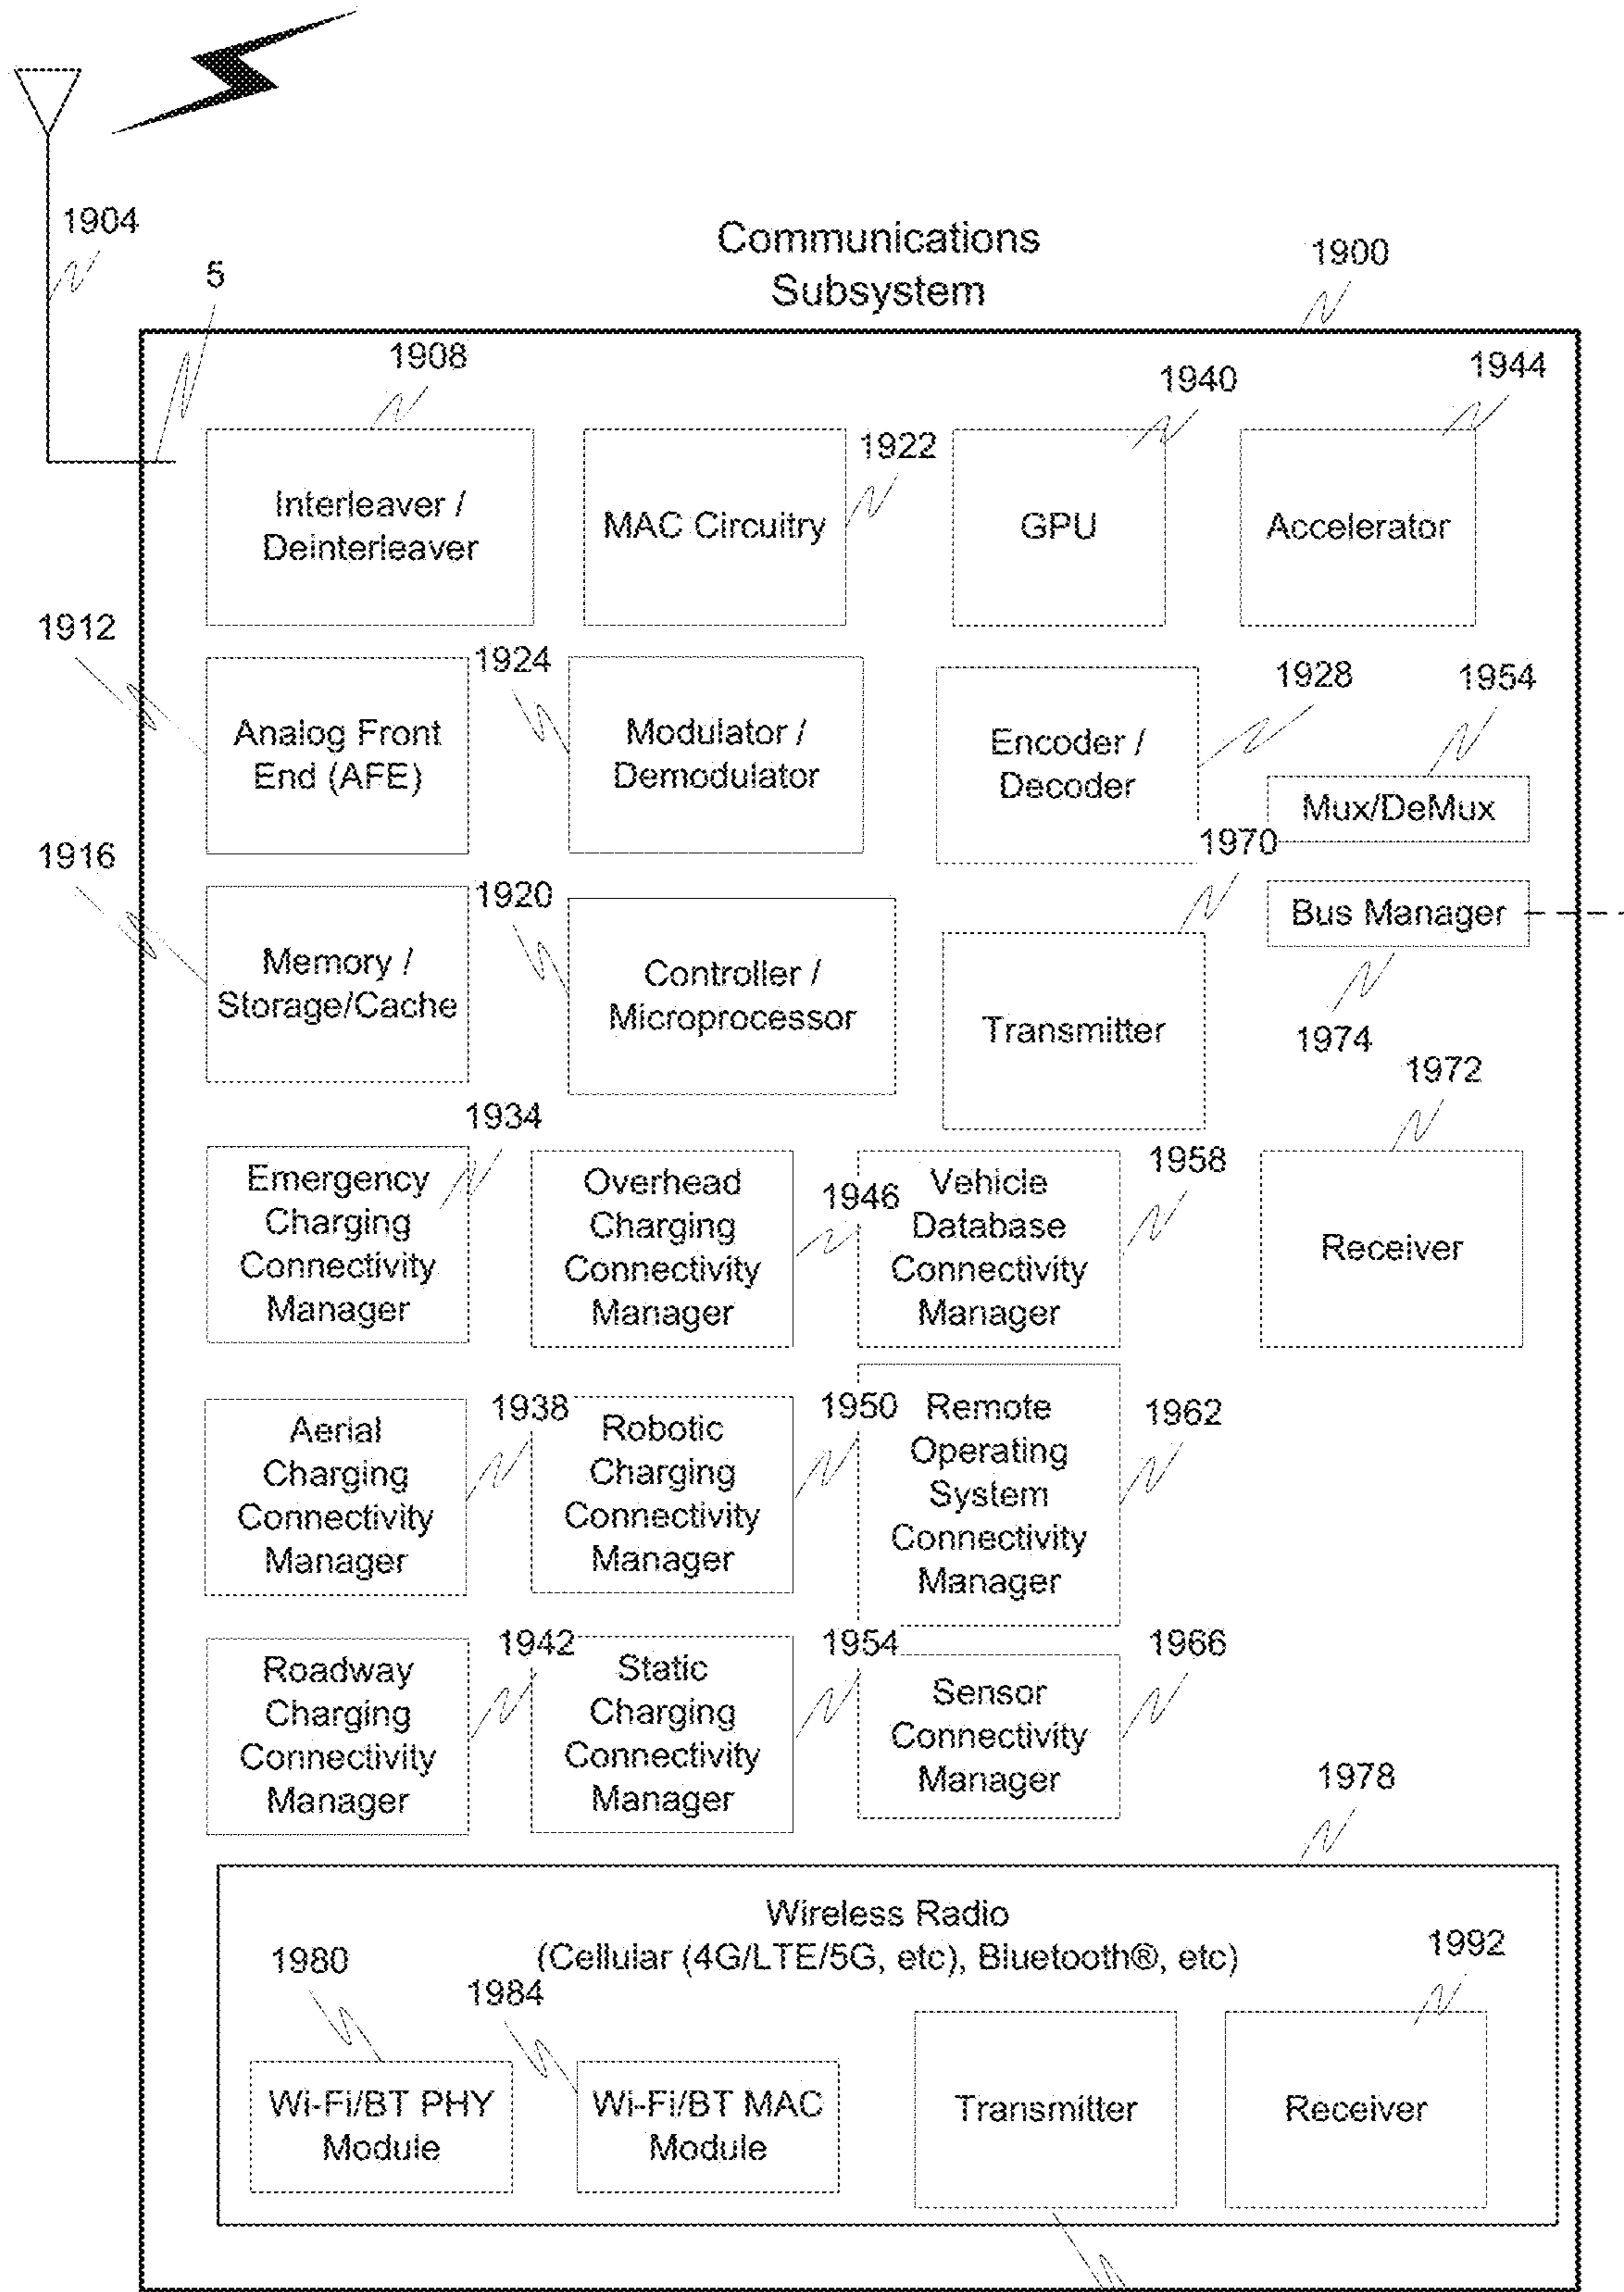 1904
5
Communications
Subsystem
1900
1908
1940
1944
1922
Interleaver /
Deinterleaver
MAC Circuitry
GPU
Accelerator
1912
1924
1928
1954
Analog Front
End (AFE)
Modulator /
Demodulator
Encoder /
Decoder
Mux/DeMux
1970
1916
1920
Bus Manager
Memory /
Storage/Cache
Controller /
Microprocessor
Transmitter
1974
1972
1934
1946
1958
Emergency
Charging
Connectivity
Manager
Overhead
Charging
Connectivity
Manager
Vehicle
Database
Connectivity
Manager
Receiver
1938
1950
1962
Aerial
Charging
Connectivity
Manager
Robotic
Charging
Connectivity
Manager
Remote
Operating
System
Connectivity
Manager
1942
1954
1966
Roadway
Charging
Connectivity
Manager
Static
Charging
Connectivity
Manager
Sensor
Connectivity
Manager
1978
Wireless Radio
(Cellular (4G/LTE/5G, etc), Bluetooth®, etc)
1980
1984
1992
Wi-Fi/BT PHY
Module
Wi-Fi/BT MAC
Module
Transmitter
Receiver